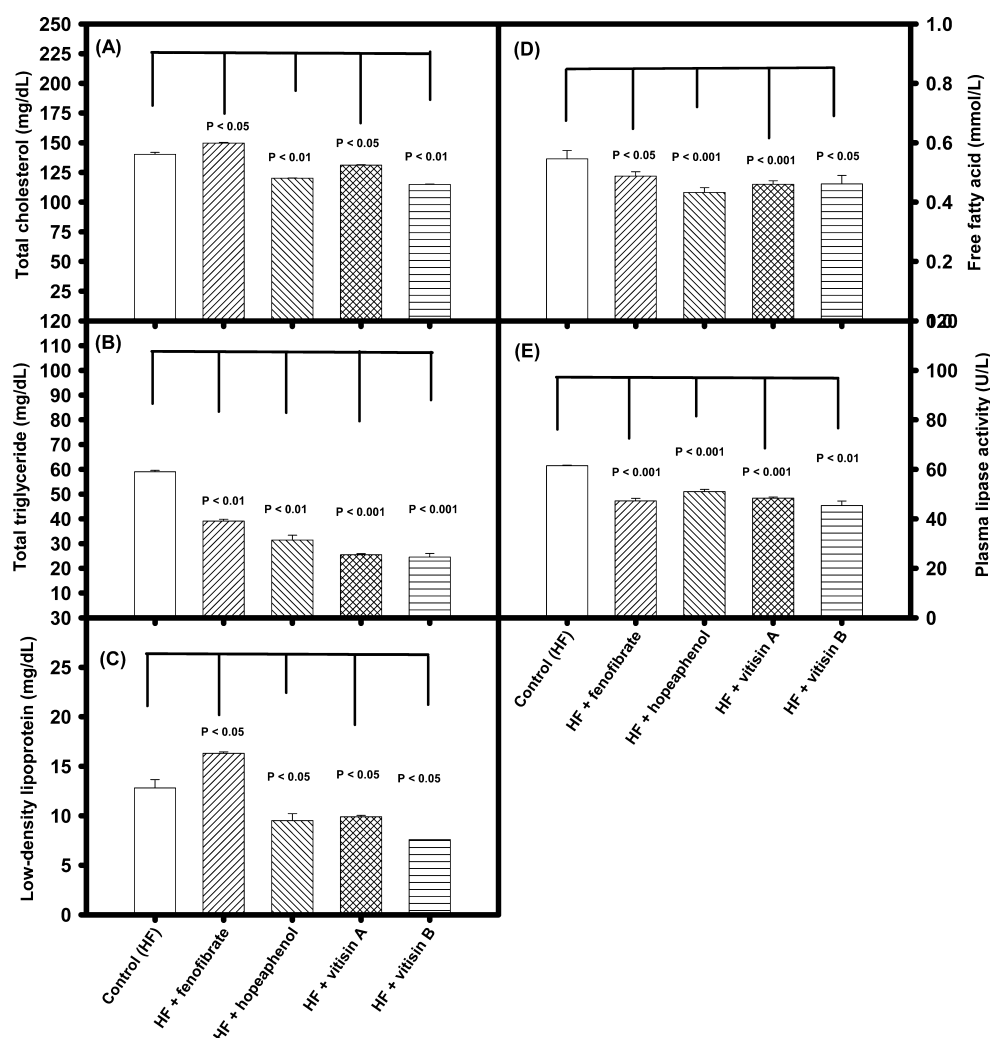 (A)
Total cholesterol (mg/dL)
250
225
200
175
150
125
100
75
50
25
P < 0.05
P < 0.01
P < 0.05
P < 0.01
(D)
Free fatty acid (mmol/L)
1.0
0.8
0.6
0.4
0.2
P < 0.05
P < 0.001
P < 0.001
P < 0.05
(B)
Total triglyceride (mg/dL)
120
110
100
90
80
70
60
50
40
30
20
10
P < 0.01
P < 0.01
P < 0.001
P < 0.001
(E)
Plasma lipase activity (U/L)
100
80
60
40
20
0
P < 0.001
P < 0.001
P < 0.001
P < 0.01
Control (HF)
HF + fenofibrate
HF + hopeaphenol
HF + vitisin A
HF + vitisin B
(C)
Low-density lipoprotein (mg/dL)
30
25
20
15
10
5
0
P < 0.05
P < 0.05
P < 0.05
P < 0.05
Control (HF)
HF + fenofibrate
HF + hopeaphenol
HF + vitisin A
HF + vitisin B